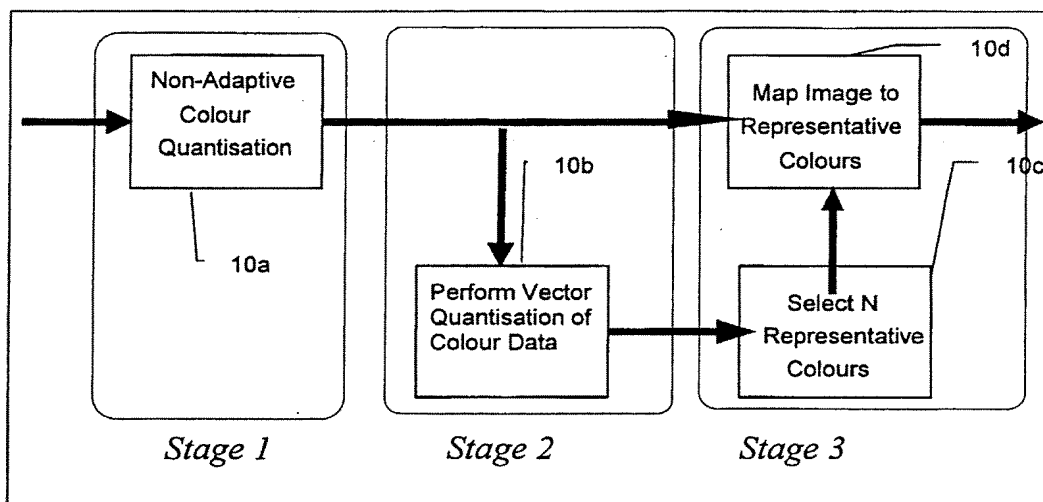 Non-Adaptive
Colour
Quantisation
10a
10b
Perform Vector
Quantisation of
Colour Data
10d
Map Image to
Representative
Colours
10c
Select N
Representative
Colours
Stage 1
Stage 2
Stage 3